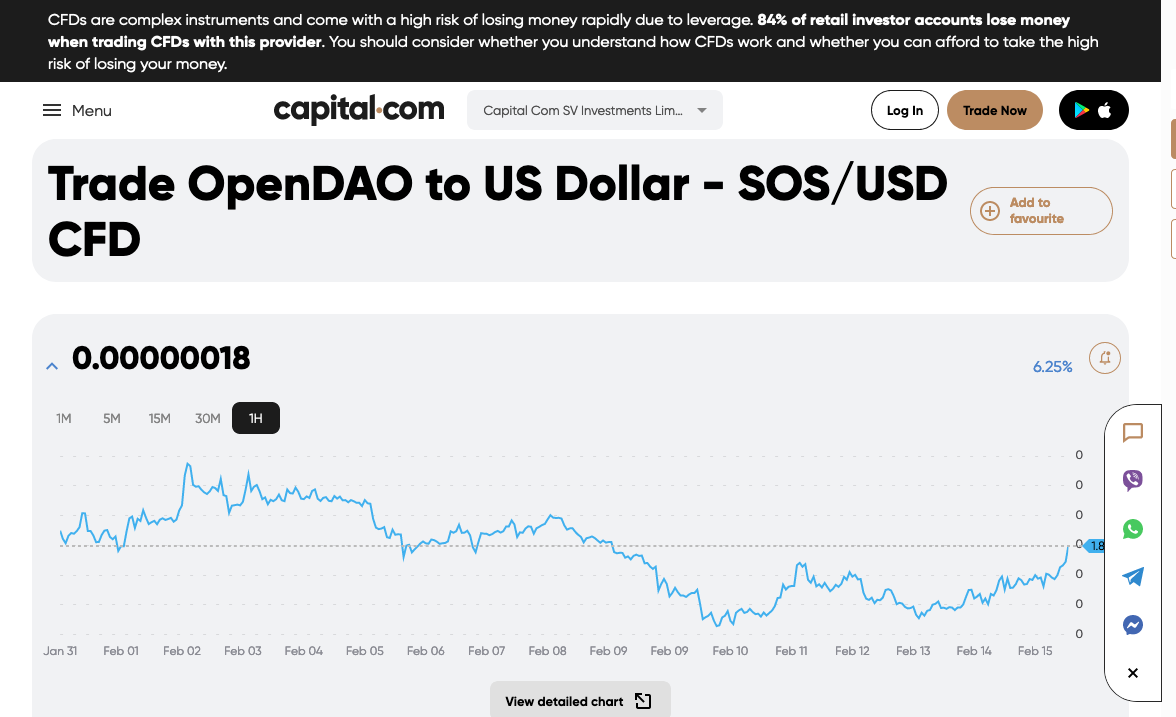 CFDs are complex instruments and come with a high risk of losing money rapidly due to leverage. 84% of retail investor accounts lose money
when trading CFDs with this provider. You should consider whether you understand how CFDs work and whether you can afford to take the high
risk of losing your money.
Menu
capital.com
Capital Com SV Investments Lim...
Log In
Trade Now
Trade OpenDAO to US Dollar - SOS/USD
CFD
Add to
favourite
0.00000018
6.25%
1M 5M 15M 30M 1H
0
0
0
0
1.8
0
0
0
Jan 31 Feb 01 Feb 02 Feb 03 Feb 04 Feb 05 Feb 06 Feb 07 Feb 08 Feb 09 Feb 09 Feb 10 Feb 11 Feb 12 Feb 13 Feb 14 Feb 15
View detailed chart